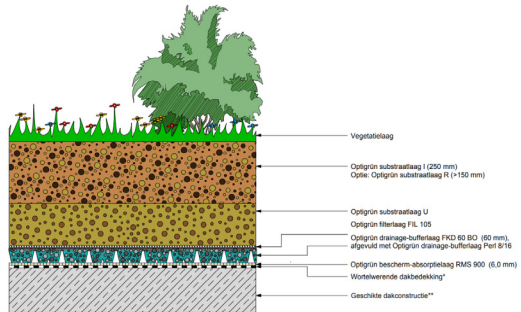 Vegetatielaag
Optigrün substraatlaag I (250 mm)
Optie: Optigrün substraatlaag R (>150 mm)
Optigrün substraatlaag U
Optigrün filterlaag FIL 105
Optigrün drainage-bufferlaag FKD 60 BO (60 mm),
afgevuld met Optigrün drainage-bufferlaag Perl 8/16
Optigrün bescherm-absorptielaag RMS 900 (6,0 mm)
Wortelwerende dakbedekking*
Geschikte dakconstructie**